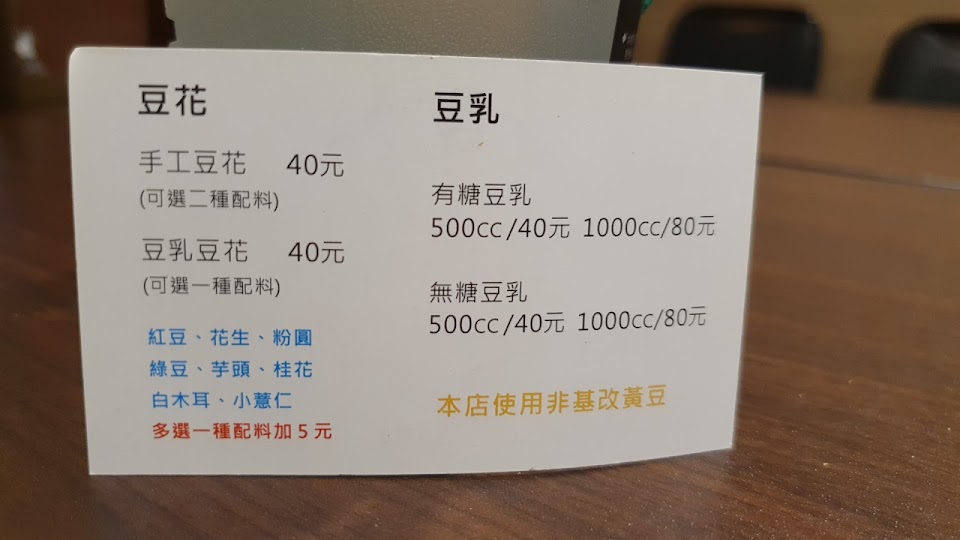 豆花
手工豆花 40元
(可選二種配料)
豆乳豆花 40元
(可選一種配料)
紅豆、花生、粉圓
綠豆、芋頭、桂花
白木耳、小薏仁
多選一種配料加5元
豆乳
有糖豆乳
500cc/40元 1000cc/80元
無糖豆乳
500cc/40元 1000cc/80元
本店使用非基改黃豆